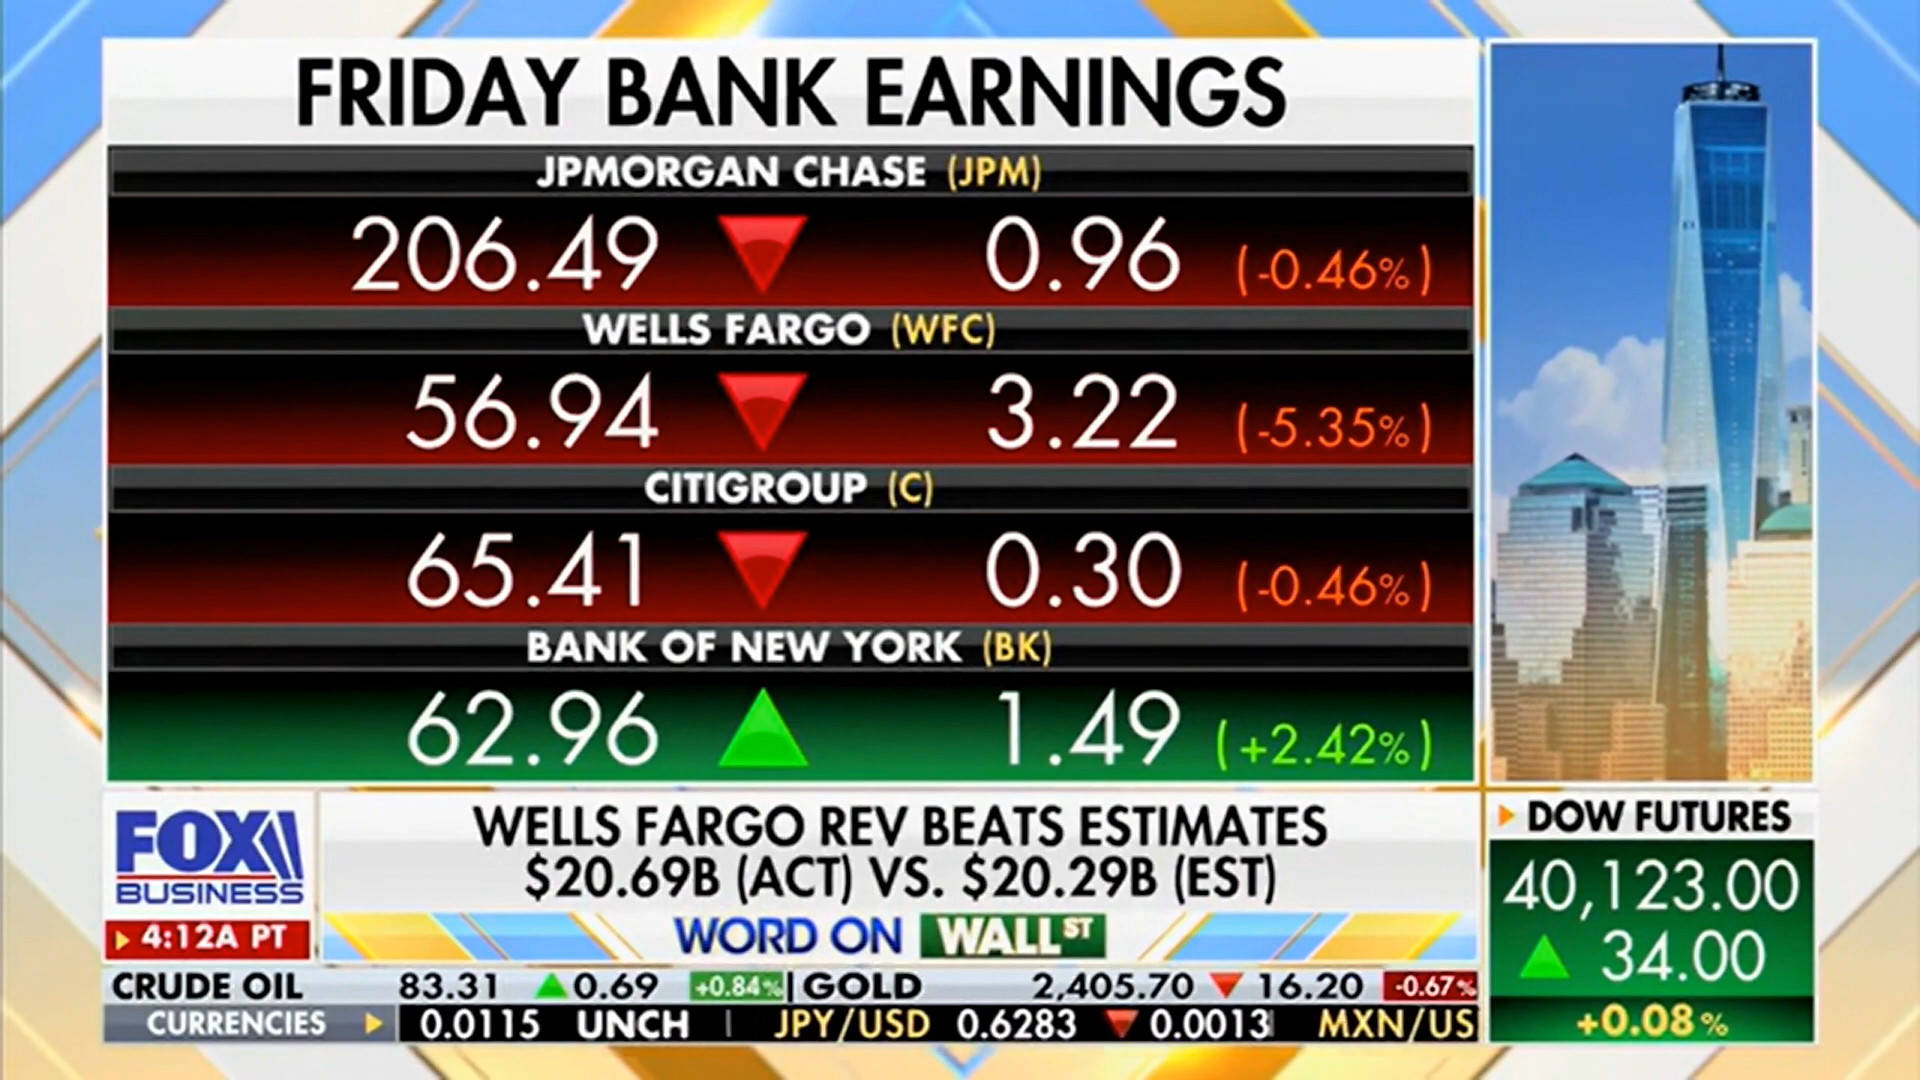 FRIDAY BANK EARNINGS
JPMORGAN CHASE (JPM)
206.49 ▼ 0.96 (-0.46%)
WELLS FARGO (WFC)
56.94 ▼ 3.22 (-5.35%)
CITIGROUP (C)
65.41 ▼ 0.30 (-0.46%)
BANK OF NEW YORK (BK)
62.96 ▲ 1.49 (+2.42%)
FOX
BUSINESS
4:12A PT
WELLS FARGO REV BEATS ESTIMATES
$20.69B (ACT) VS. $20.29B (EST)
WORD ON WALL ST
DOW FUTURES
40,123.00
▲ 34.00
+0.08%
CRUDE OIL 83.31 ▲ 0.69 +0.84% | GOLD 2,405.70 ▼ 16.20 -0.67%
CURRENCIES 0.0115 UNCH | JPY/USD 0.6283 ▼ 0.0013 MXN/US